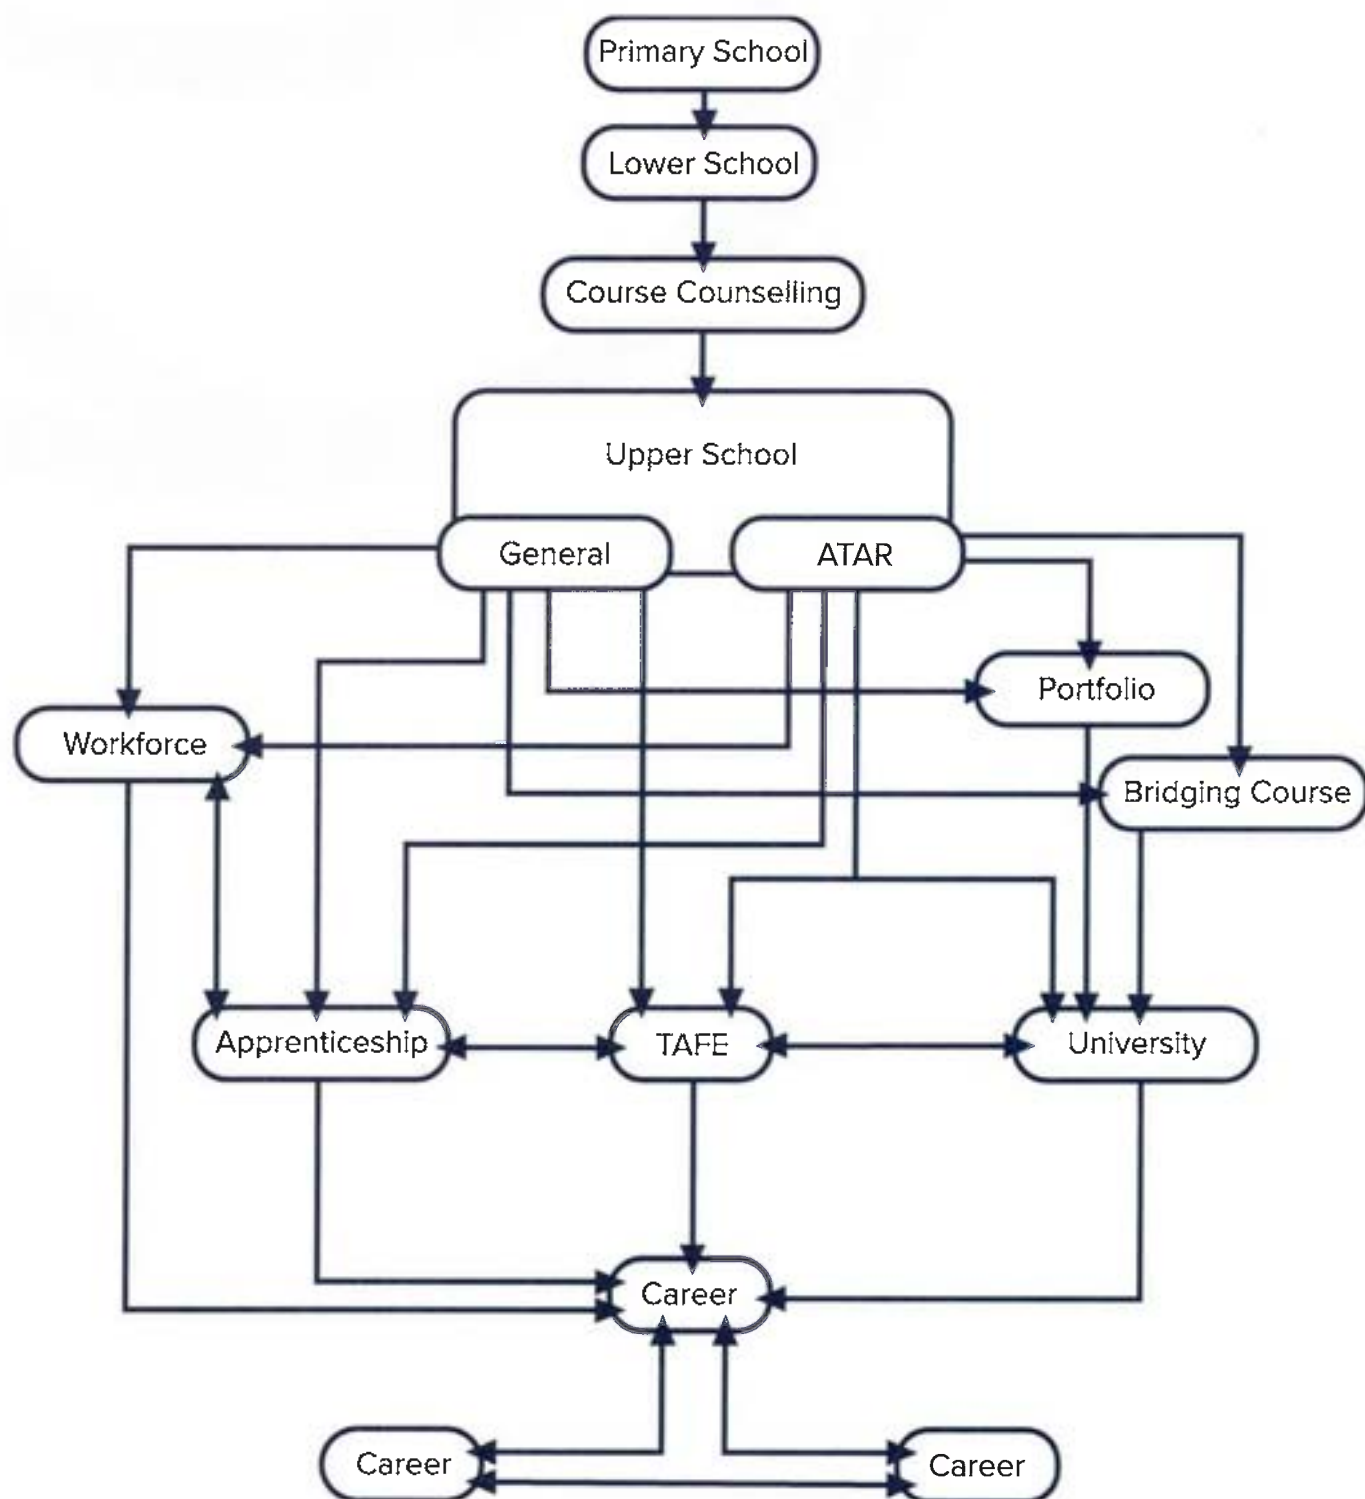 Primary School
Lower School
Course Counselling
Upper School
General
ATAR
Portfolio
Workforce
Bridging Course
Apprenticeship
TAFE
University
Career
Career
Career